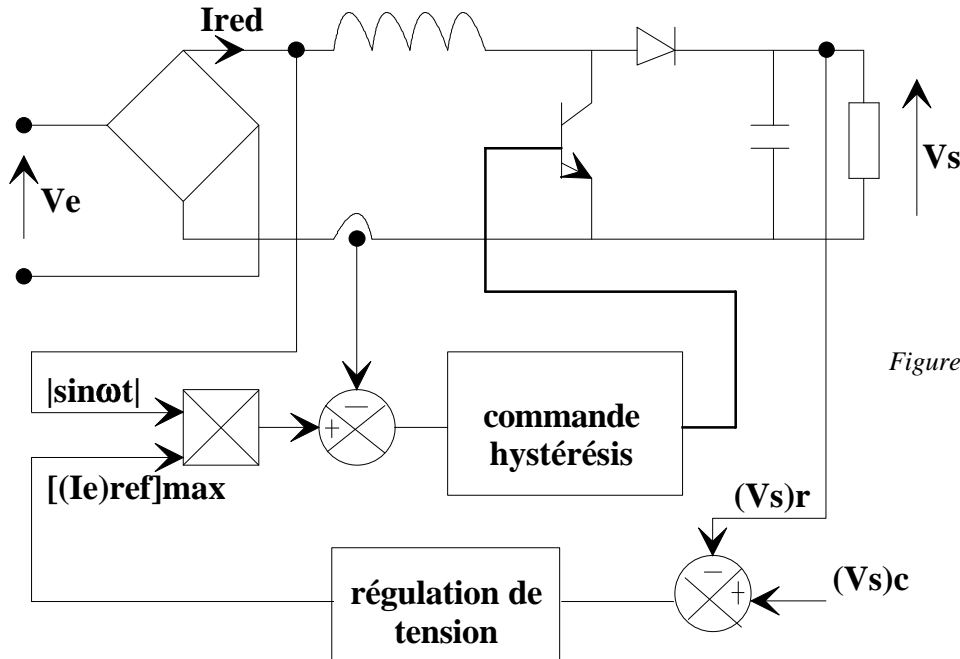 Ired
Ve
Vs
Figure
|sinωt|
+
−
commande
hystérésis
[(Ie)ref]max
(Vs)r
−
+
(Vs)c
régulation de
tension